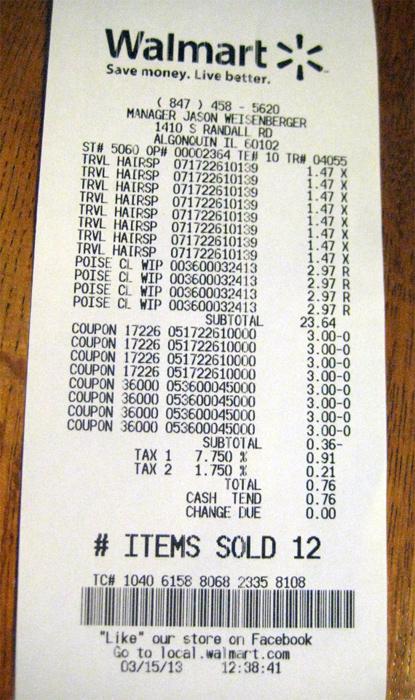 Walmart
Save money. Live better.
( 847 ) 458 - 5620
MANAGER JASON WEISENBERGER
1410 S RANDALL RD
ALGONQUIN IL 60102
ST# 5060 OP# 00002364 TE# 10 TR# 04055
TRVL HAIRSP 071722610139 1.47 X
TRVL HAIRSP 071722610139 1.47 X
TRVL HAIRSP 071722610139 1.47 X
TRVL HAIRSP 071722610139 1.47 X
TRVL HAIRSP 071722610139 1.47 X
TRVL HAIRSP 071722610139 1.47 X
TRVL HAIRSP 071722610139 1.47 X
TRVL HAIRSP 071722610139 1.47 X
POISE CL WIP 003600032413 2.97 R
POISE CL WIP 003600032413 2.97 R
POISE CL WIP 003600032413 2.97 R
POISE CL WIP 003600032413 2.97 R
SUBTOTAL 23.64
COUPON 17226 051722610000 3.00-O
COUPON 17226 051722610000 3.00-O
COUPON 17226 051722610000 3.00-O
COUPON 17226 051722610000 3.00-O
COUPON 36000 053600045000 3.00-O
COUPON 36000 053600045000 3.00-O
COUPON 36000 053600045000 3.00-O
COUPON 36000 053600045000 3.00-O
SUBTOTAL 0.36-
TAX 1 7.750 % 0.91
TAX 2 1.750 % 0.21
TOTAL 0.76
CASH TEND 0.76
CHANGE DUE 0.00
# ITEMS SOLD 12
TC# 1040 6158 8068 2335 8108
"Like" our store on Facebook
Go to local.walmart.com
03/15/13 12:38:41